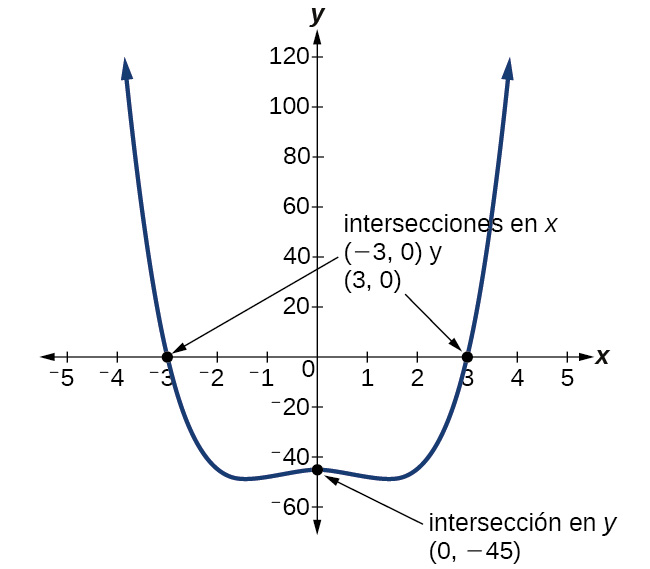 y
120
100
80
60
intersecciones en x
40
(−3, 0) y
(3, 0)
20
x
−5 −4 −3 −2 −1 0 1 2 3 4 5
−20
−40
−60
intersección en y
(0, −45)